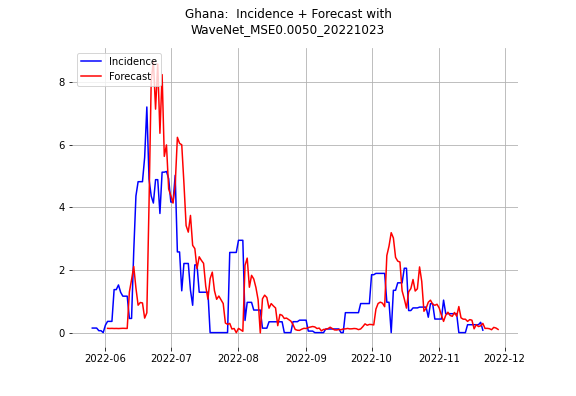 Ghana:  Incidence + Forecast with
WaveNet_MSE0.0050_20221023
Incidence
Forecast
8
6
4
2
0
2022-06 2022-07 2022-08 2022-09 2022-10 2022-11 2022-12